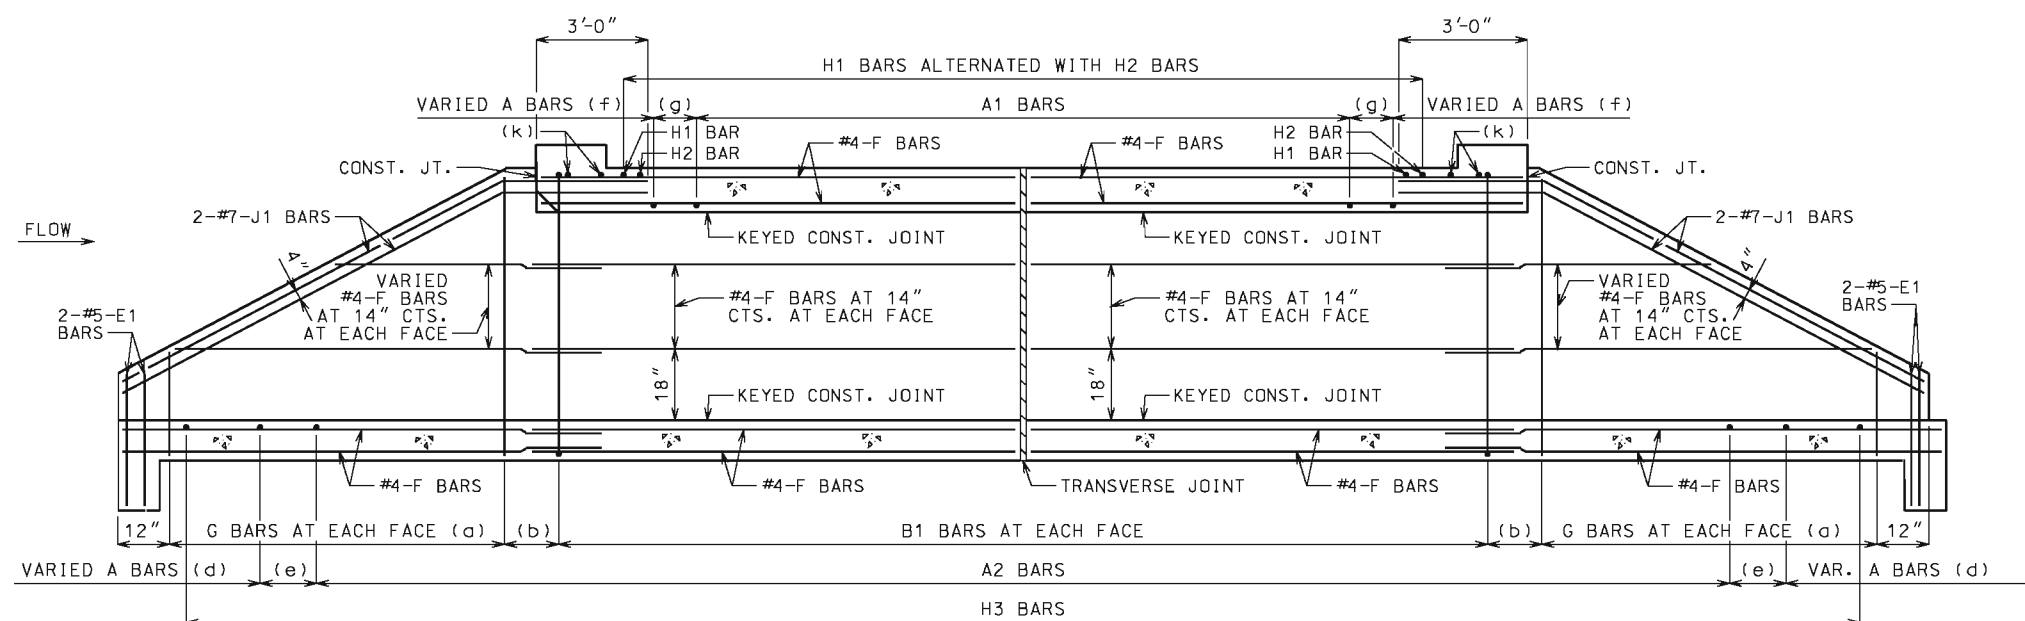 3'-0" 3'-0"
H1 BARS ALTERNATED WITH H2 BARS
VARIED A BARS (f) (g) A1 BARS (g) VARIED A BARS (f)
(k) H1 BAR #4-F BARS #4-F BARS H2 BAR (k)
H2 BAR H1 BAR
CONST. JT. CONST. JT.
2-#7-J1 BARS 2-#7-J1 BARS
FLOW KEYED CONST. JOINT KEYED CONST. JOINT
4" 4"
VARIED
#4-F BARS
AT 14" CTS.
AT EACH FACE
#4-F BARS AT 14"
CTS. AT EACH FACE
#4-F BARS AT 14"
CTS. AT EACH FACE
VARIED
#4-F BARS
AT 14" CTS.
AT EACH FACE
2-#5-E1
BARS
2-#5-E1
BARS
18" KEYED CONST. JOINT 18" KEYED CONST. JOINT
#4-F BARS #4-F BARS TRANSVERSE JOINT #4-F BARS #4-F BARS
12" G BARS AT EACH FACE (a) (b) B1 BARS AT EACH FACE (b) G BARS AT EACH FACE (a) 12"
VARIED A BARS (d) (e) A2 BARS (e) VAR. A BARS (d)
H3 BARS